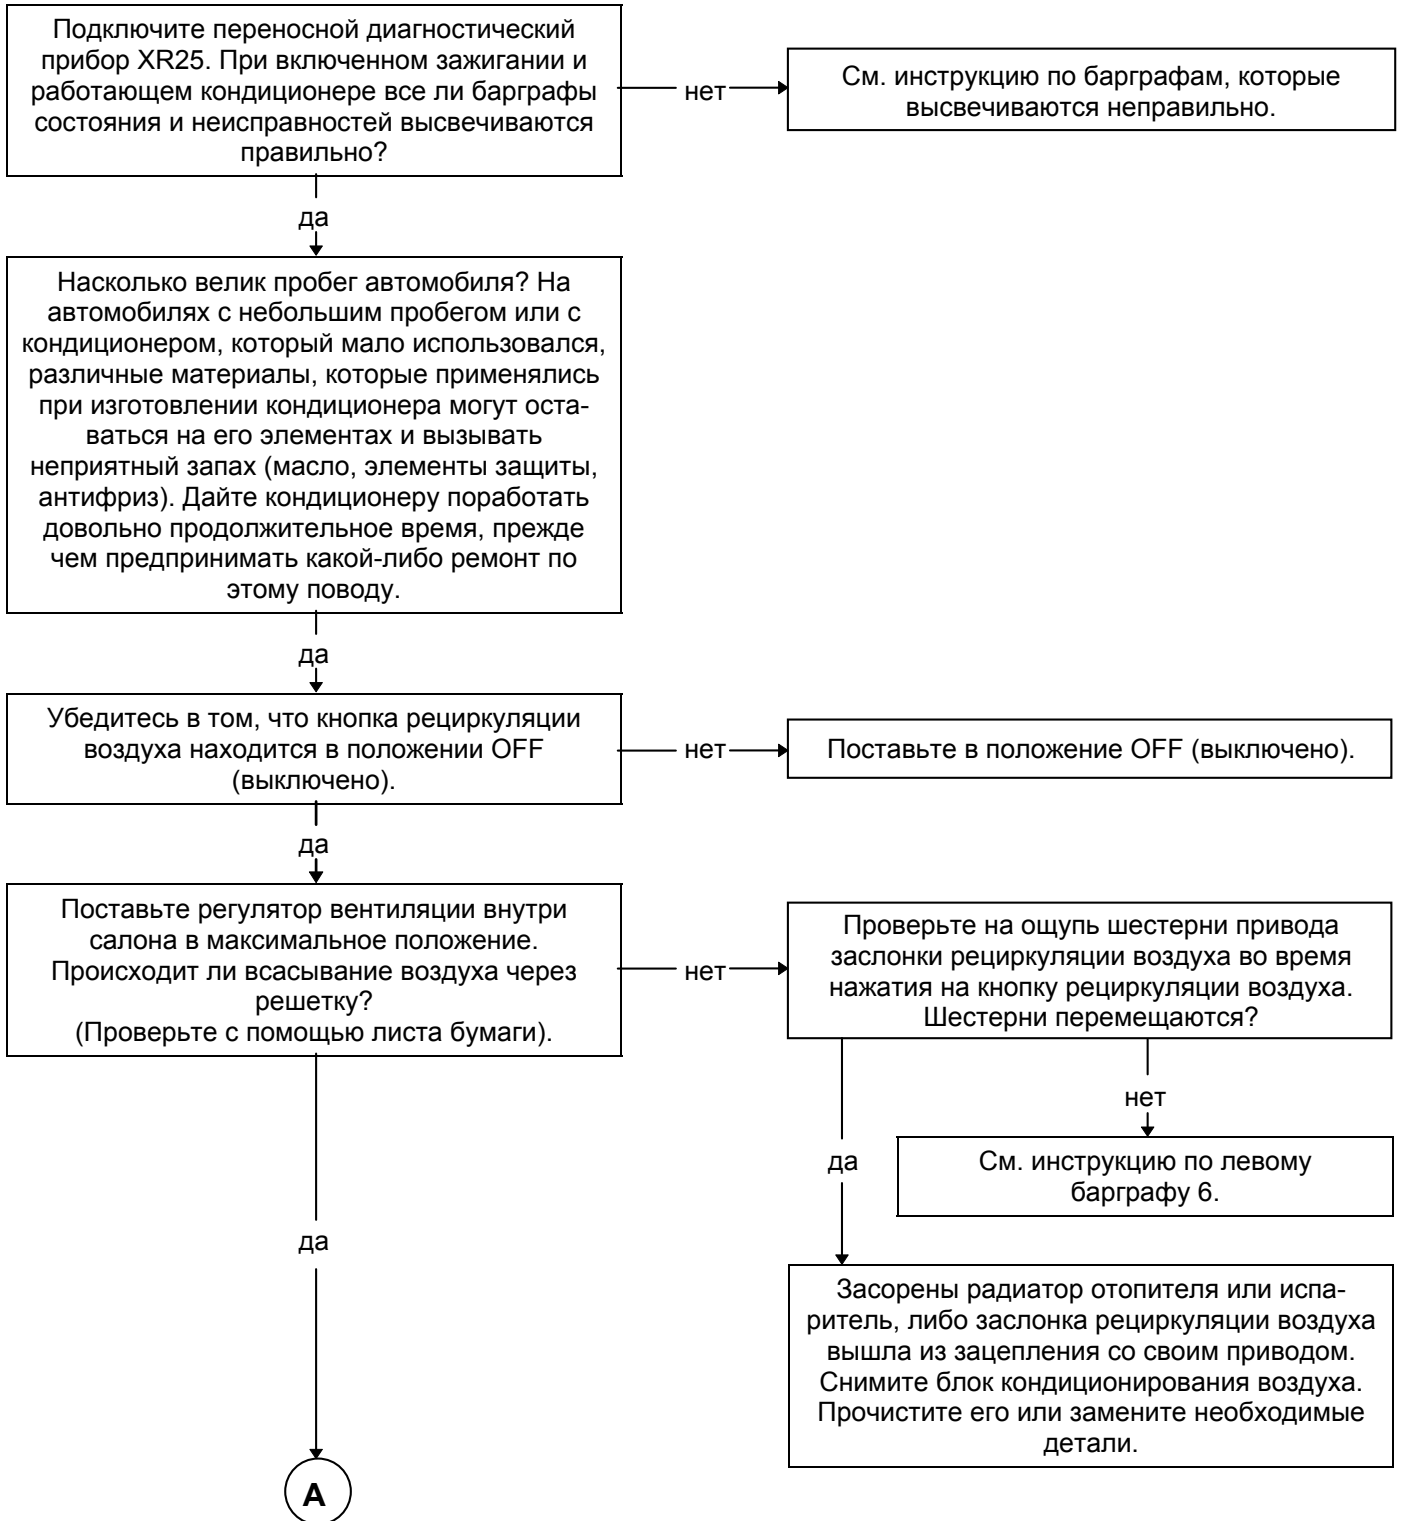 Подключите переносной диагностический
прибор XR25. При включенном зажигании и
работающем кондиционере все ли барграфы
состояния и неисправностей высвечиваются
правильно?
нет
См. инструкцию по барграфам, которые
высвечиваются неправильно.
да
Насколько велик пробег автомобиля? На
автомобилях с небольшим пробегом или с
кондиционером, который мало использовался,
различные материалы, которые применялись
при изготовлении кондиционера могут оста-
ваться на его элементах и вызывать
неприятный запах (масло, элементы защиты,
антифриз). Дайте кондиционеру поработать
довольно продолжительное время, прежде
чем предпринимать какой-либо ремонт по
этому поводу.
да
Убедитесь в том, что кнопка рециркуляции
воздуха находится в положении OFF
(выключено).
нет
Поставьте в положение OFF (выключено).
да
Поставьте регулятор вентиляции внутри
салона в максимальное положение.
Происходит ли всасывание воздуха через
решетку?
(Проверьте с помощью листа бумаги).
нет
Проверьте на ощупь шестерни привода
заслонки рециркуляции воздуха во время
нажатия на кнопку рециркуляции воздуха.
Шестерни перемещаются?
нет
да
См. инструкцию по левому
барграфу 6.
да
Засорены радиатор отопителя или испа-
ритель, либо заслонка рециркуляции воздуха
вышла из зацепления со своим приводом.
Снимите блок кондиционирования воздуха.
Прочистите его или замените необходимые
детали.
A